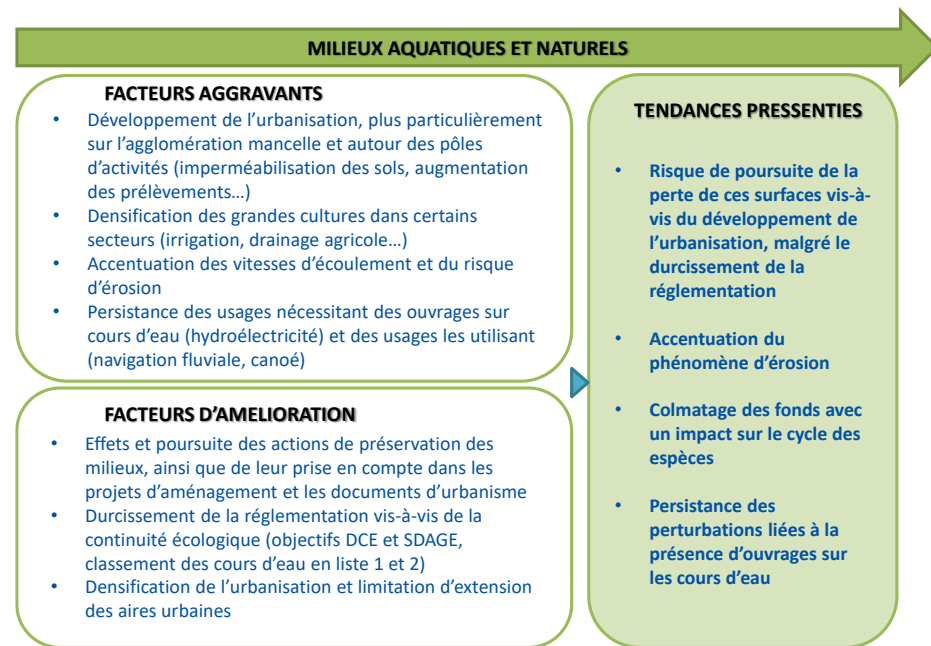 MILIEUX AQUATIQUES ET NATURELS
FACTEURS AGGRAVANTS
• Développement de l'urbanisation, plus particulièrement
sur l'agglomération mancelle et autour des pôles
d'activités (imperméabilisation des sols, augmentation
des prélèvements…)
• Densification des grandes cultures dans certains
secteurs (irrigation, drainage agricole…)
• Accentuation des vitesses d'écoulement et du risque
d'érosion
• Persistance des usages nécessitant des ouvrages sur
cours d'eau (hydroélectricité) et des usages les utilisant
(navigation fluviale, canoé)
FACTEURS D'AMELIORATION
• Effets et poursuite des actions de préservation des
milieux, ainsi que de leur prise en compte dans les
projets d'aménagement et les documents d'urbanisme
• Durcissement de la réglementation vis-à-vis de la
continuité écologique (objectifs DCE et SDAGE,
classement des cours d'eau en liste 1 et 2)
• Densification de l'urbanisation et limitation d'extension
des aires urbaines
TENDANCES PRESSENTIES
• Risque de poursuite de la
perte de ces surfaces vis-à-
vis du développement de
l'urbanisation, malgré le
durcissement de la
réglementation
• Accentuation du
phénomène d'érosion
• Colmatage des fonds avec
un impact sur le cycle des
espèces
• Persistance des
perturbations liées à la
présence d'ouvrages sur
les cours d'eau